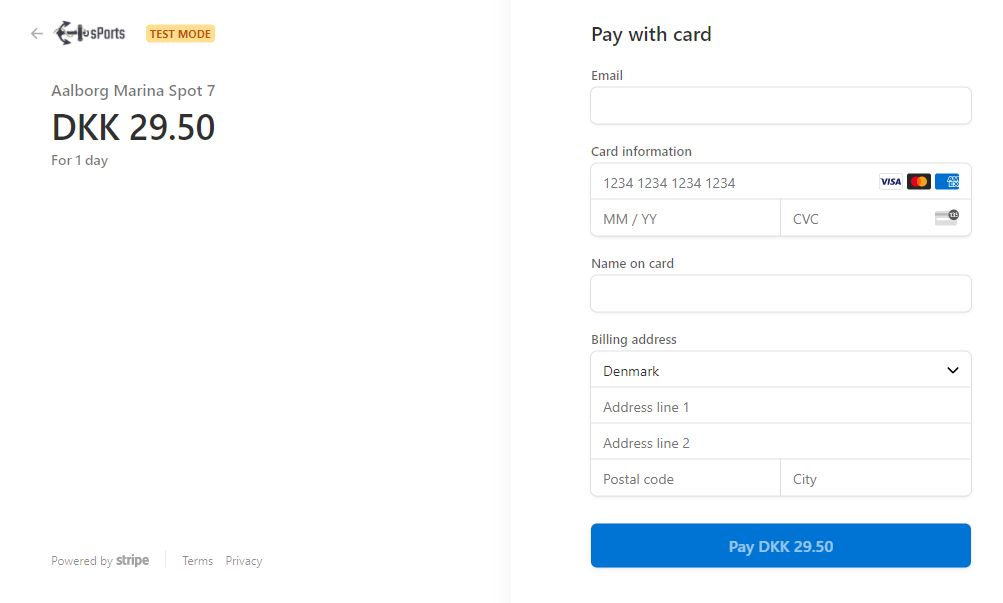 sPorts TEST MODE
Aalborg Marina Spot 7
DKK 29.50
For 1 day
Powered by stripe Terms Privacy
Pay with card
Email
Card information
1234 1234 1234 1234 VISA AMEX
MM / YY CVC 135
Name on card
Billing address
Denmark
Address line 1
Address line 2
Postal code City
Pay DKK 29.50